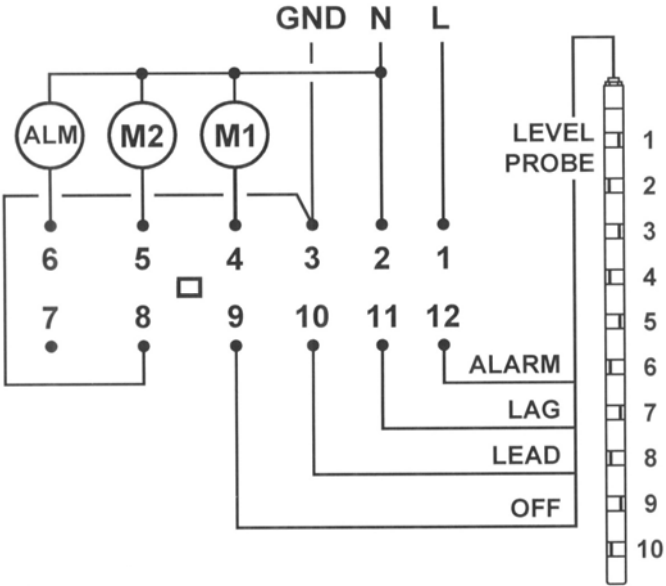 GND N L
ALM M2 M1
LEVEL
PROBE
1
2
3
4
5
6
7
8
9
10
6 5 4 3 2 1
7 8 9 10 11 12
ALARM
LAG
LEAD
OFF